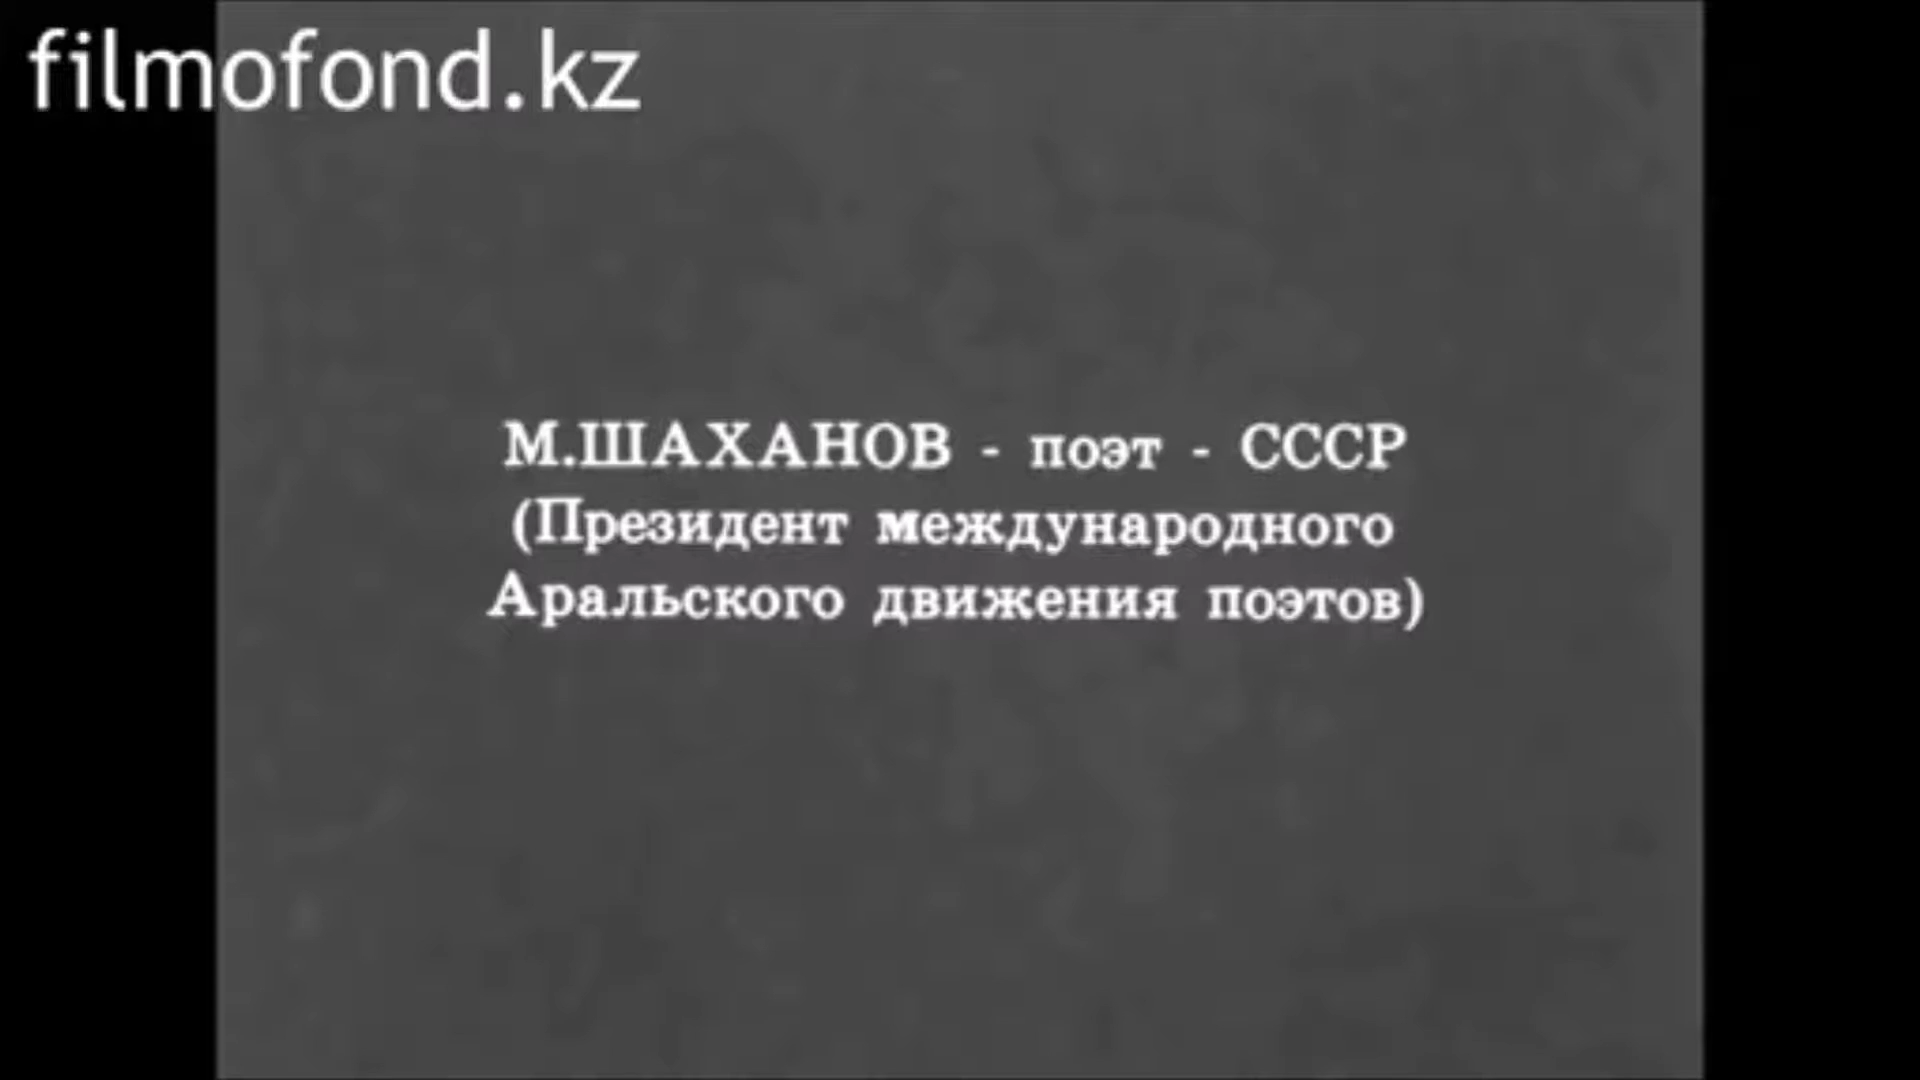 filmofond.kz
М.ШАХАНОВ - поэт - СССР
(Президент международного
Аральского движения поэтов)